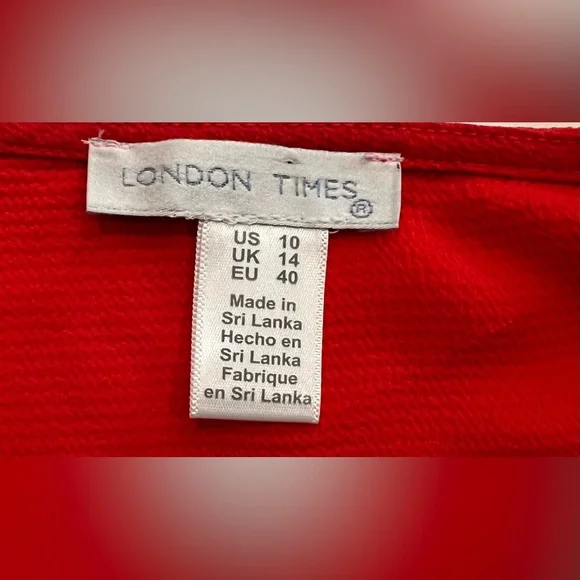 LONDON TIMES®
US 10
UK 14
EU 40
Made in
Sri Lanka
Hecho en
Sri Lanka
Fabrique
en Sri Lanka